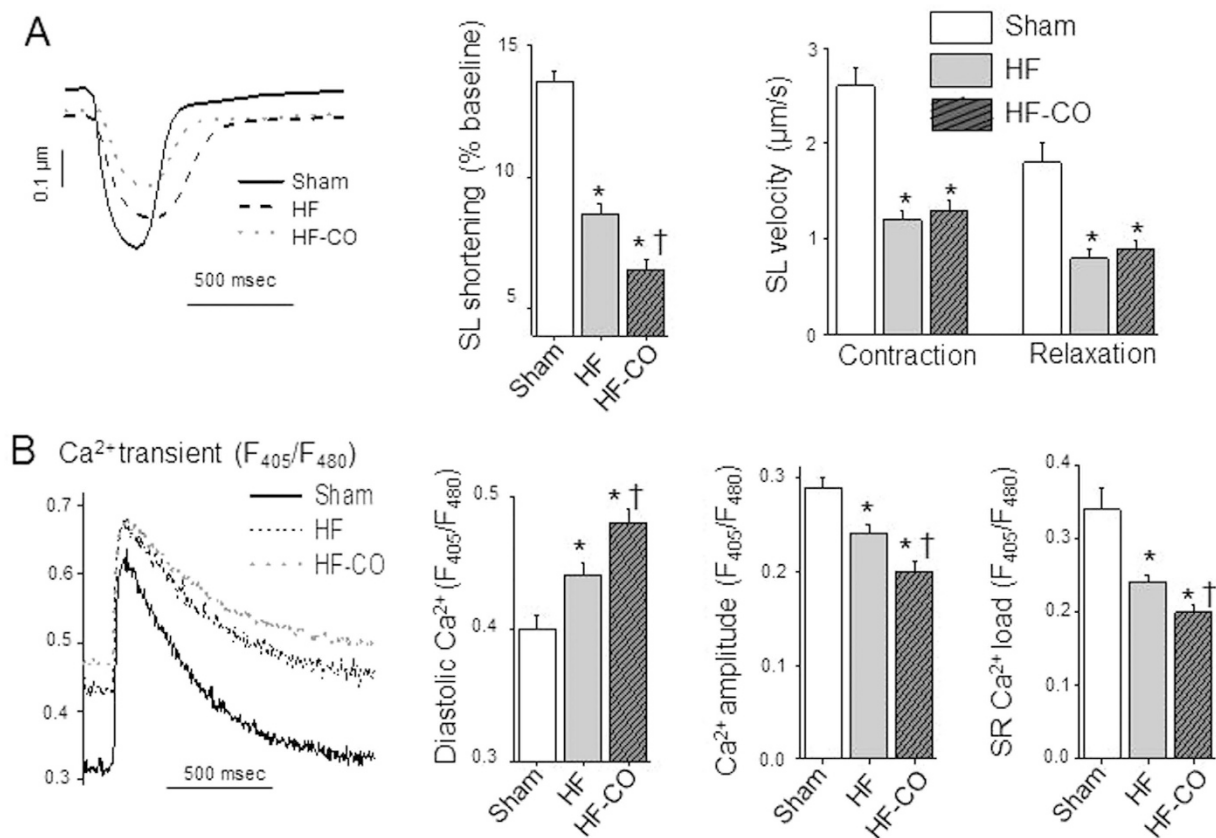 A
0.1 µm
Sham
HF
HF-CO
500 msec
SL shortening (% baseline)
15
10
5
*
* †
Sham
HF
HF-CO
SL velocity (µm/s)
3
2
1
0
* *
* *
Contraction
Relaxation
Sham
HF
HF-CO
B
Ca²⁺ transient (F₄₀₅/F₄₈₀)
Sham
HF
HF-CO
0.7
0.6
0.5
0.4
0.3
500 msec
Diastolic Ca²⁺ (F₄₀₅/F₄₈₀)
0.5
0.4
0.3
*
* †
Sham
HF
HF-CO
Ca²⁺ amplitude (F₄₀₅/F₄₈₀)
0.3
0.2
0.1
0.0
*
* †
Sham
HF
HF-CO
SR Ca²⁺ load (F₄₀₅/F₄₈₀)
0.4
0.3
0.2
0.1
0.0
*
* †
Sham
HF
HF-CO